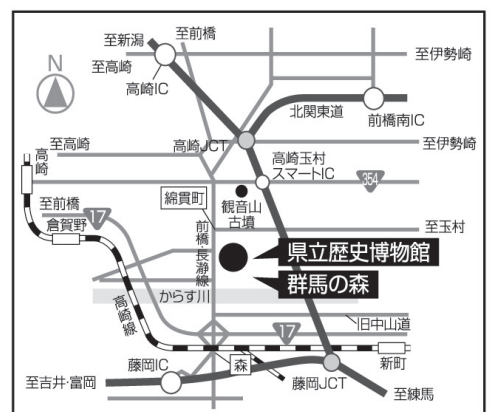 至新潟
至前橋
至伊勢崎
N
至高崎
高崎IC
北関東道
前橋南IC
至高崎
高崎JCT
至伊勢崎
高崎
高崎玉村
スマートIC
354
綿貫町
観音山
古墳
至前橋
17
倉賀野
至玉村
前橋・長瀞線
県立歴史博物館
群馬の森
からす川
高崎線
旧中山道
17
藤岡IC
森
新町
至吉井・富岡
藤岡JCT
至練馬